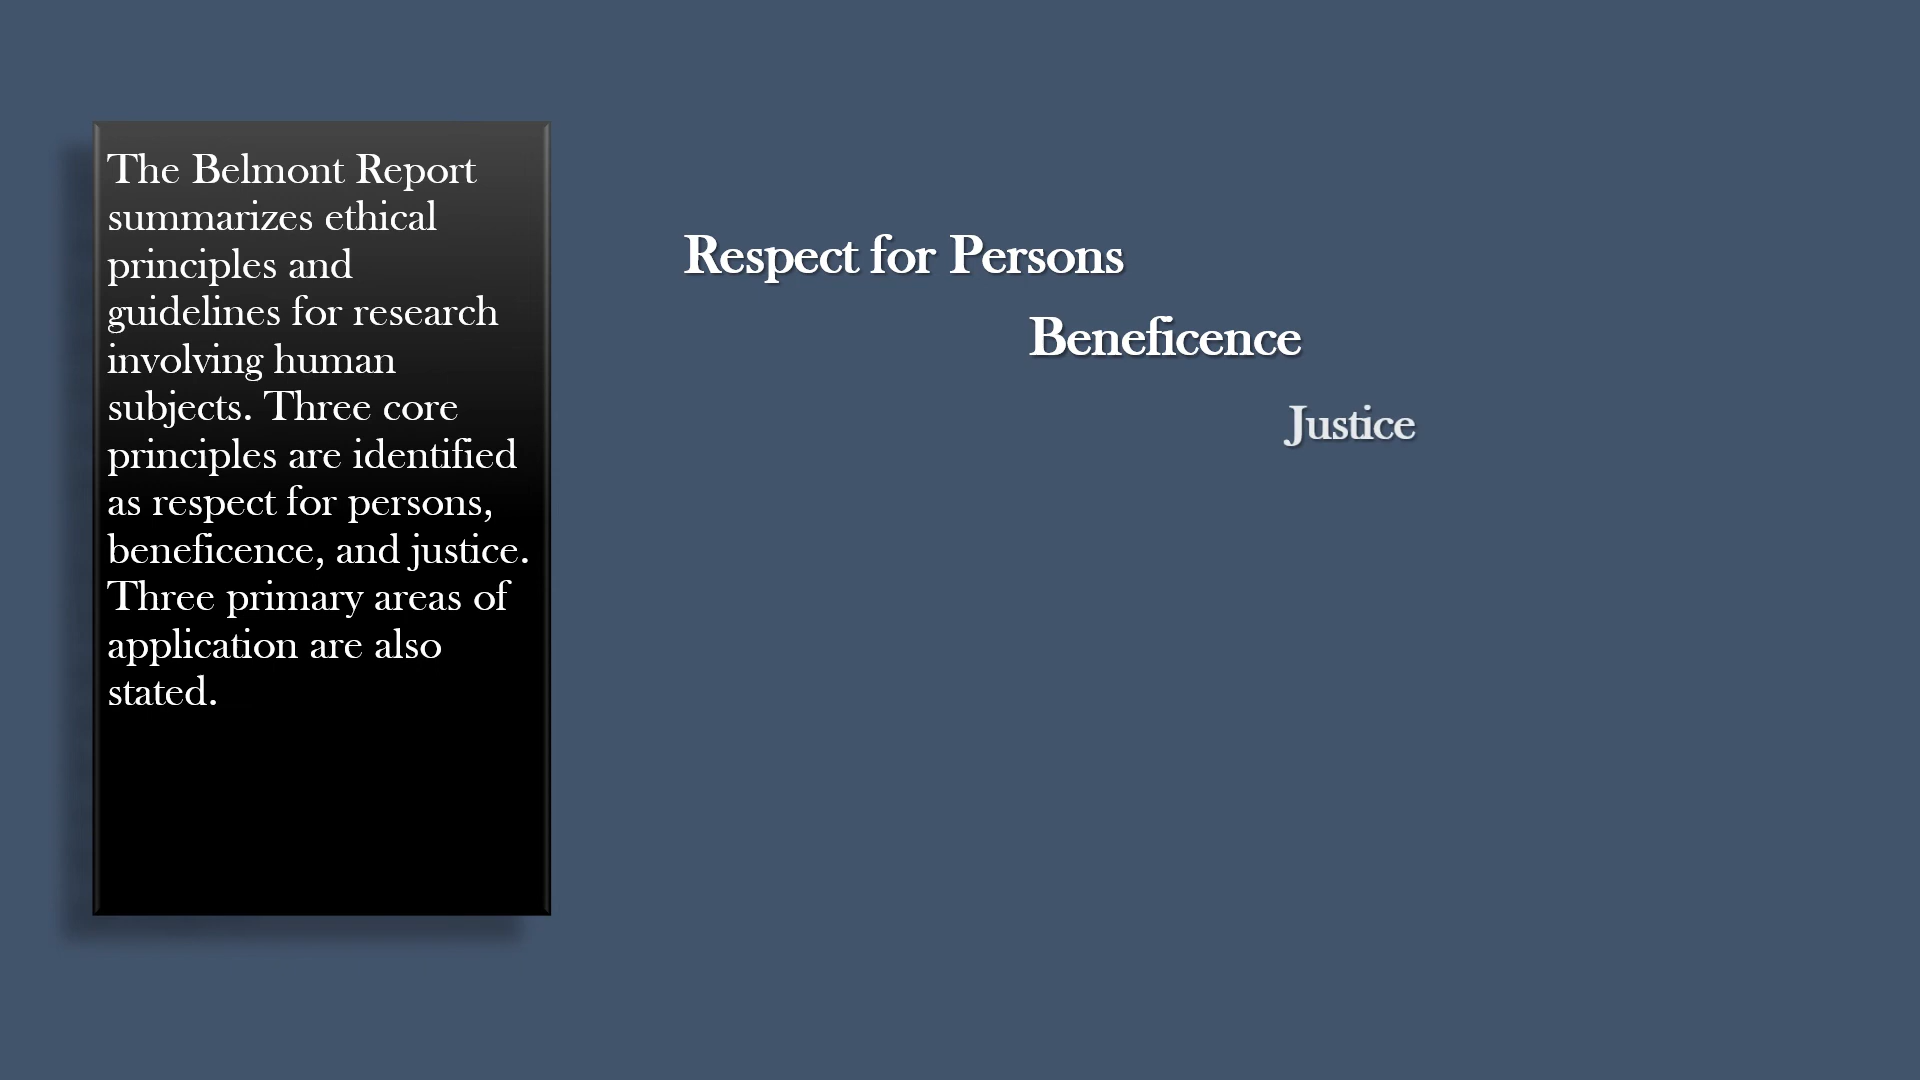 The Belmont Report
summarizes ethical
principles and
guidelines for research
involving human
subjects. Three core
principles are identified
as respect for persons,
beneficence, and justice.
Three primary areas of
application are also
stated.
Respect for Persons
Beneficence
Justice